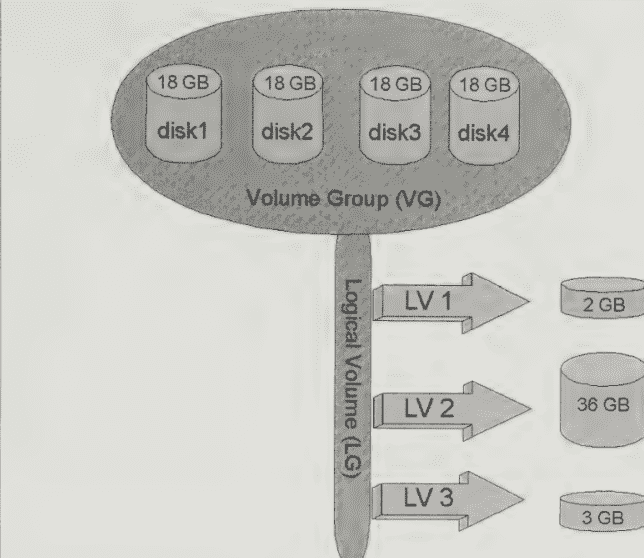 18 GB 18 GB 18 GB 18 GB
disk1 disk2 disk3 disk4
Volume Group (VG)
Logical Volume (LG)
LV 1
2 GB
LV 2
36 GB
LV 3
3 GB